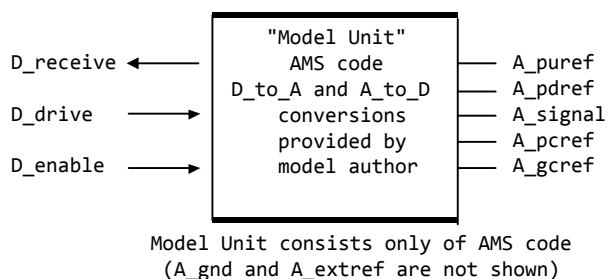 "Model Unit"
D_receive AMS code A_puref
D_to_A and A_to_D A_pdref
D_drive conversions A_signal
provided by A_pcref
D_enable model author A_gcref
Model Unit consists only of AMS code
(A_gnd and A_extref are not shown)